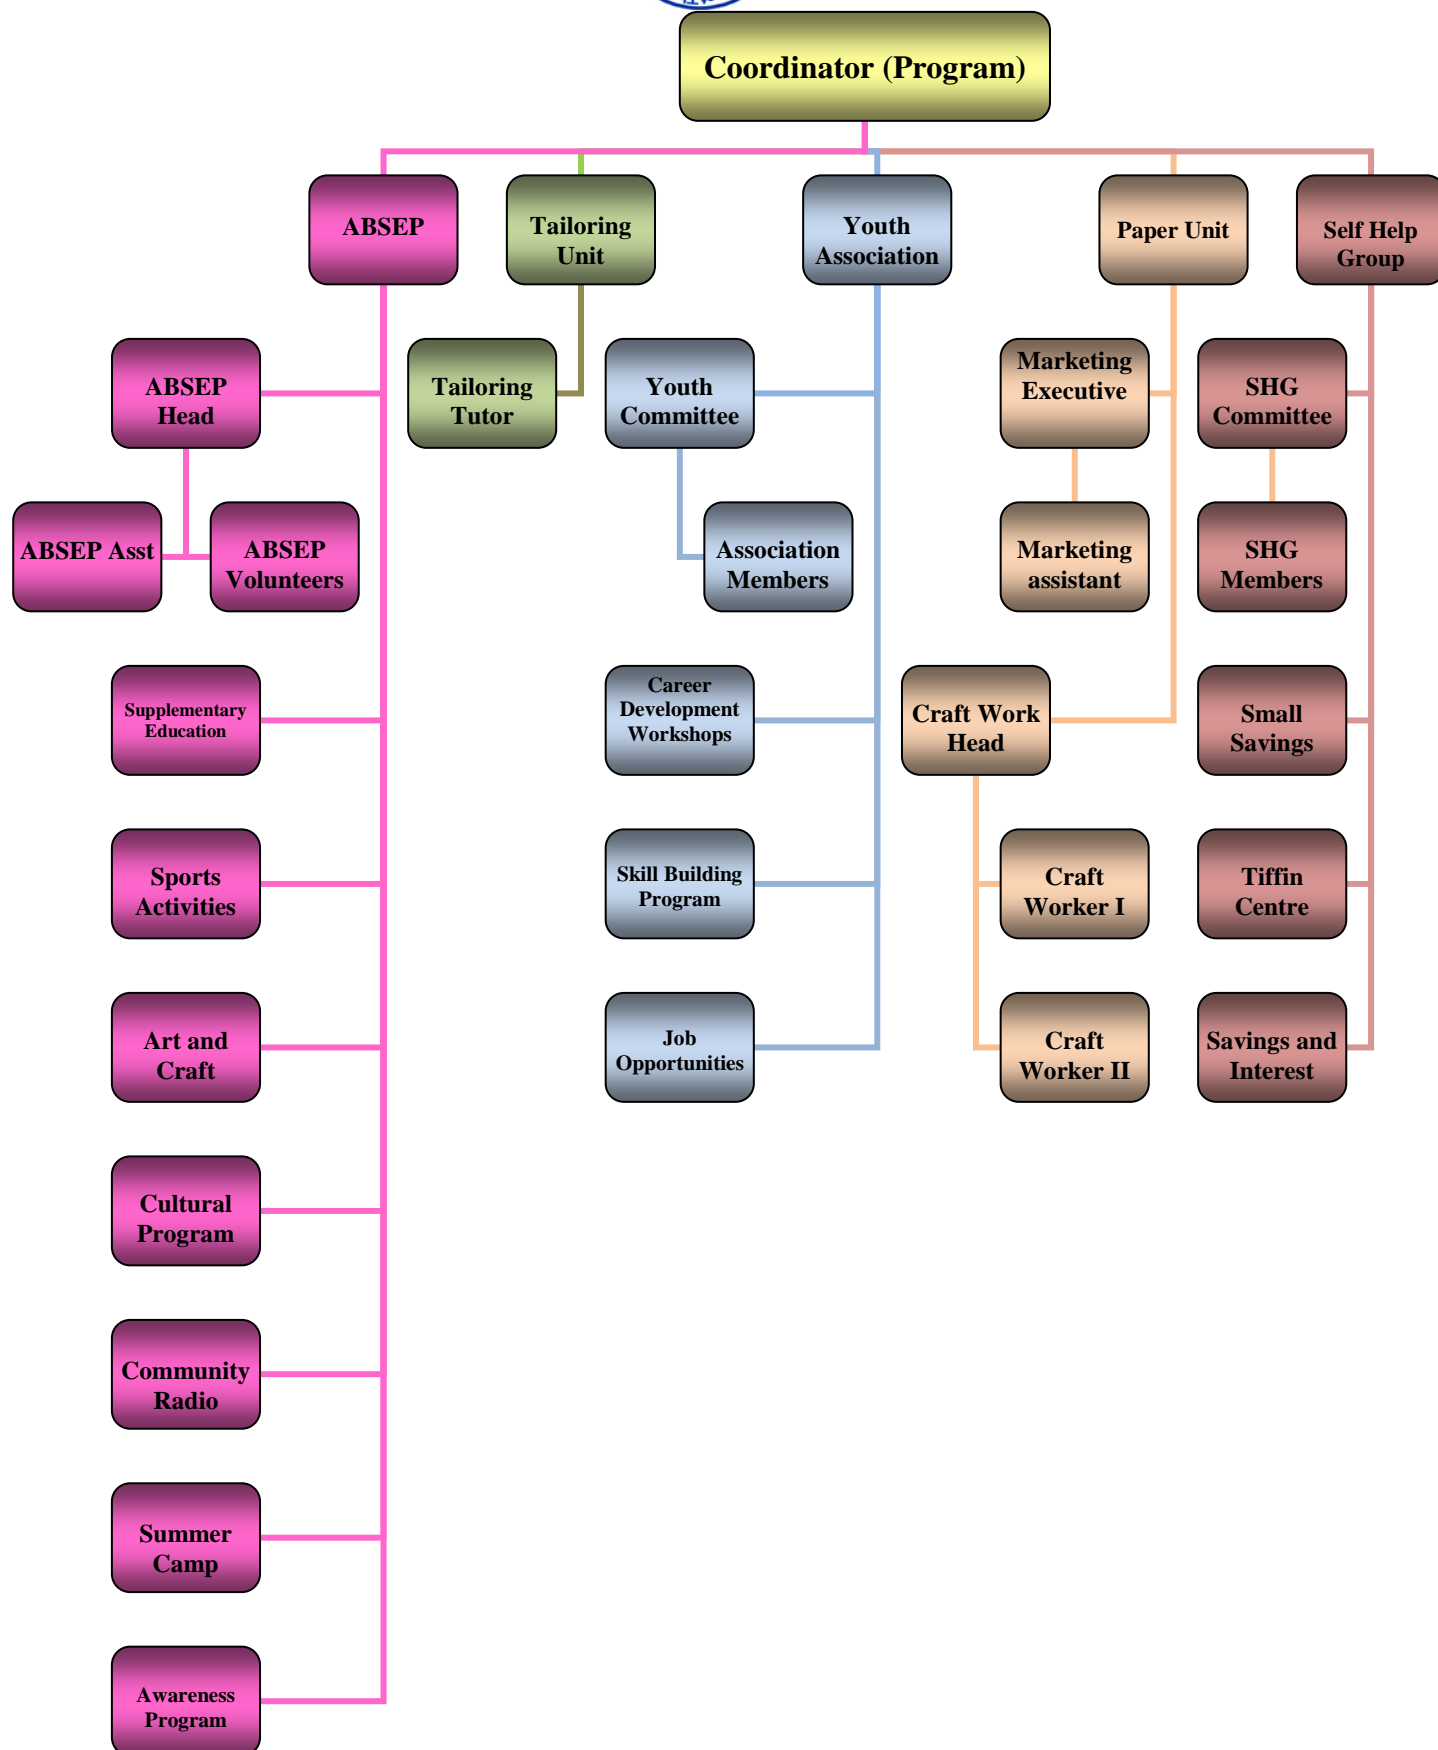 Coordinator (Program)
ABSEP
Tailoring
Unit
Youth
Association
Paper Unit
Self Help
Group
ABSEP
Head
Tailoring
Tutor
Youth
Committee
Marketing
Executive
SHG
Committee
ABSEP Asst
ABSEP
Volunteers
Association
Members
Marketing
assistant
SHG
Members
Supplementary
Education
Career
Development
Workshops
Craft Work
Head
Small
Savings
Sports
Activities
Skill Building
Program
Craft
Worker I
Tiffin
Centre
Art and
Craft
Job
Opportunities
Craft
Worker II
Savings and
Interest
Cultural
Program
Community
Radio
Summer
Camp
Awareness
Program